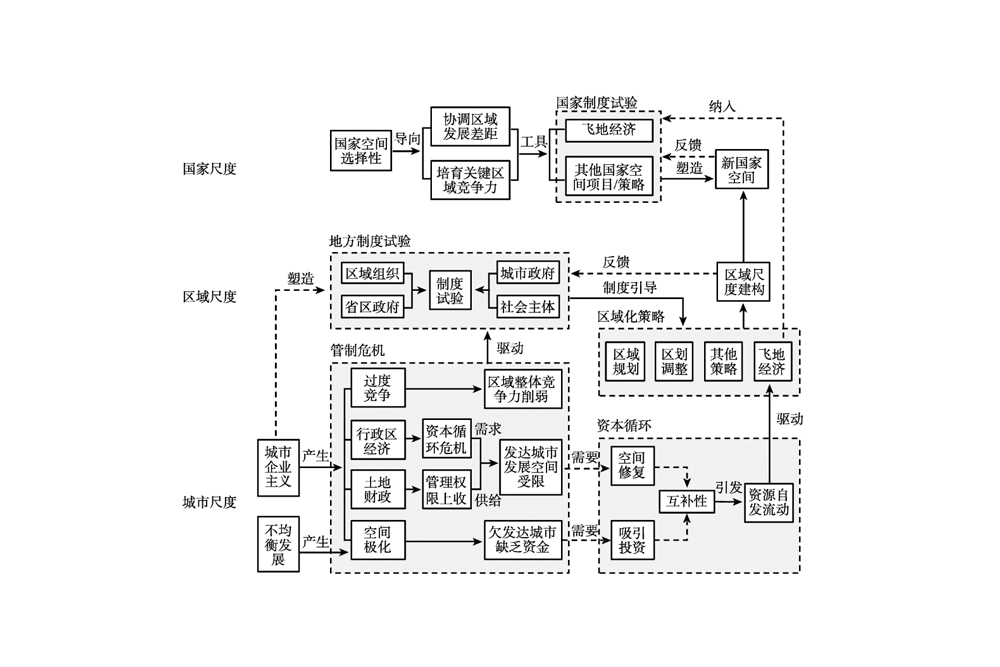 国家尺度
国家空间
选择性
导向
协调区域
发展差距
培育关键区
域竞争力
工具
国家制度试验
飞地经济
其他国家空
间项目/策略
纳入
反馈
塑造
新国家
空间
区域尺度
塑造
地方制度试验
区域组织
省区政府
制度
试验
城市政府
社会主体
反馈
制度引导
区域尺
度建构
区域化策略
区域
规划
区划
调整
其他
策略
飞地
经济
驱动
驱动
城市尺度
城市
企业
主义
产生
不均
衡发
展
产生
管制危机
过度
竞争
区域整体竞
争力削弱
行政区
经济
资本循
环危机
需求
土地
财政
管理权
限上收
供给
发达城市
发展空间
受限
空间
极化
欠发达城市
缺乏资金
需要
需要
资本循环
空间
修复
吸引
投资
互补性
引发
资源自
发流动